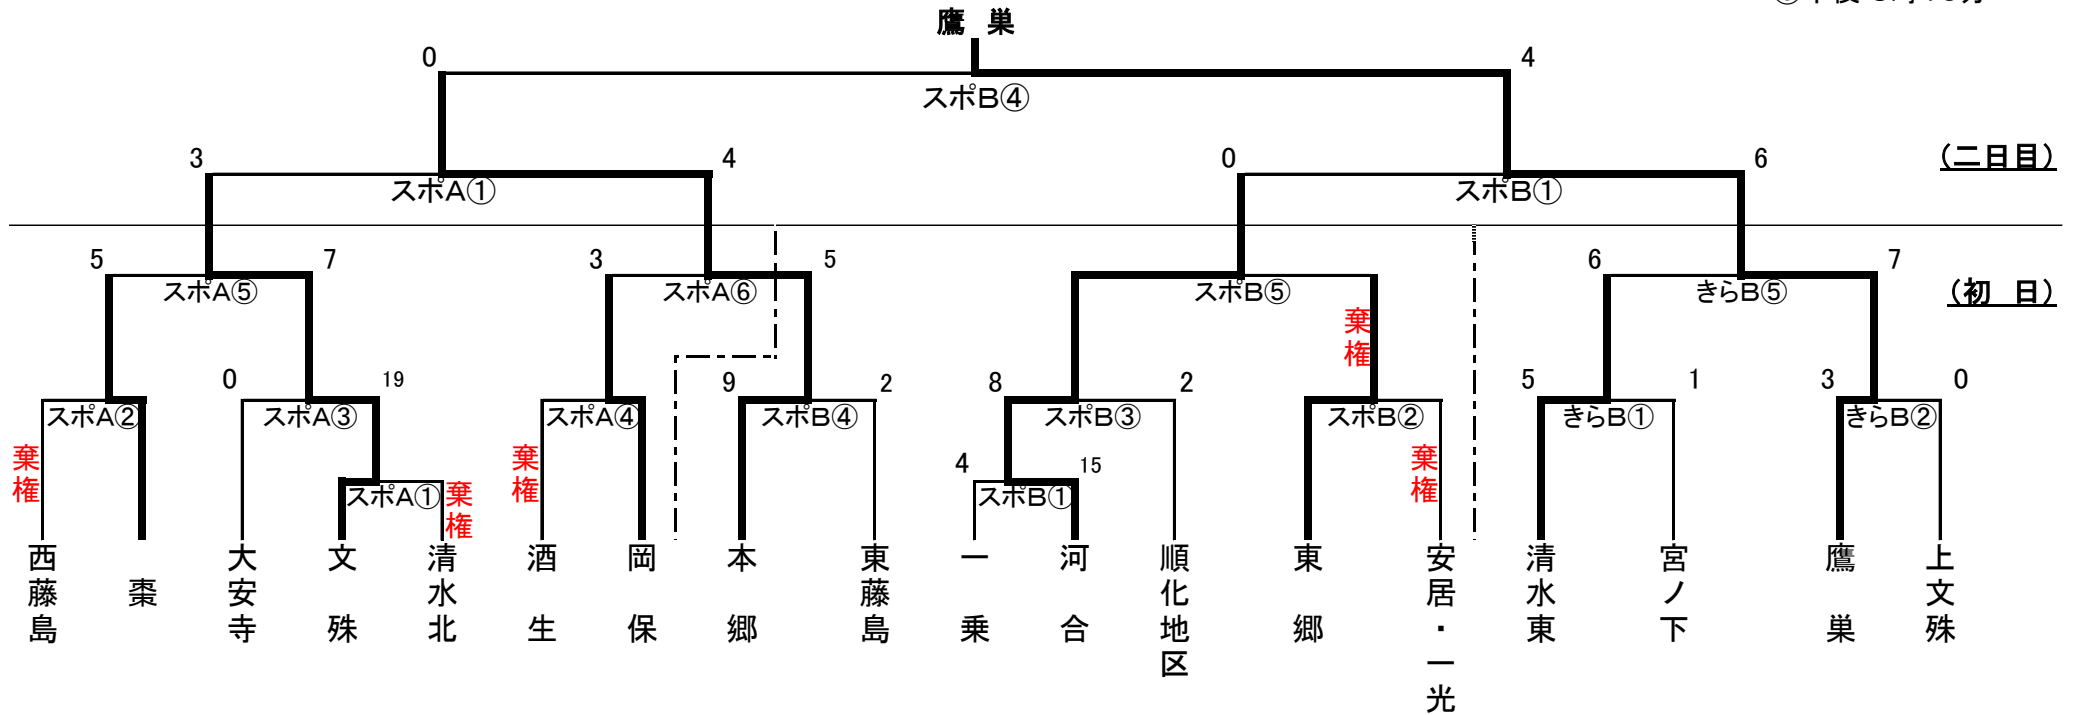 鷹 巣
0
4
スポB④
3
4
0
6
(二日目)
スポA①
スポB①
5
7
3
5
6
7
スポA⑤
スポA⑥
スポB⑤
きらB⑤
(初 日)
棄権
0
19
9
2
8
2
5
1
3
0
スポA②
スポA③
スポA④
スポB④
スポB③
スポB②
きらB①
きらB②
棄権
棄権
4
15
棄権
スポA①
棄権
スポB①
西藤島
棗
大安寺
文殊
清水北
酒生
岡保
本郷
東藤島
一乗
河合
順化地区
東郷
安居・一光
清水東
宮ノ下
鷹巣
上文殊